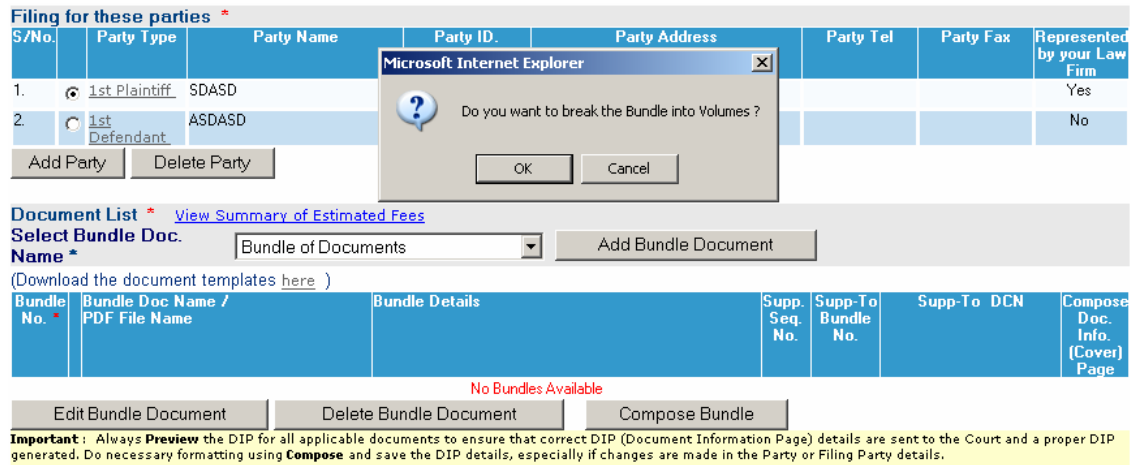 Filing for these parties *
S/No. Party Type Party Name Party ID. Party Address Party Tel Party Fax Represented by your Law Firm
Microsoft Internet Explorer
Do you want to break the Bundle into Volumes ?
OK Cancel
1. 1st Plaintiff SDASD Yes
2. 1st Defendant ASDASD No
Add Party Delete Party
Document List * View Summary of Estimated Fees
Select Bundle Doc.
Name * Bundle of Documents Add Bundle Document
(Download the document templates here )
Bundle No. * Bundle Doc Name / PDF File Name Bundle Details Supp. Seq. No. Supp-To Bundle No. Supp-To DCN Compose Doc. Info. (Cover) Page
No Bundles Available
Edit Bundle Document Delete Bundle Document Compose Bundle
Important : Always Preview the DIP for all applicable documents to ensure that correct DIP (Document Information Page) details are sent to the Court and a proper DIP
generated. Do necessary formatting using Compose and save the DIP details, especially if changes are made in the Party or Filing Party details.